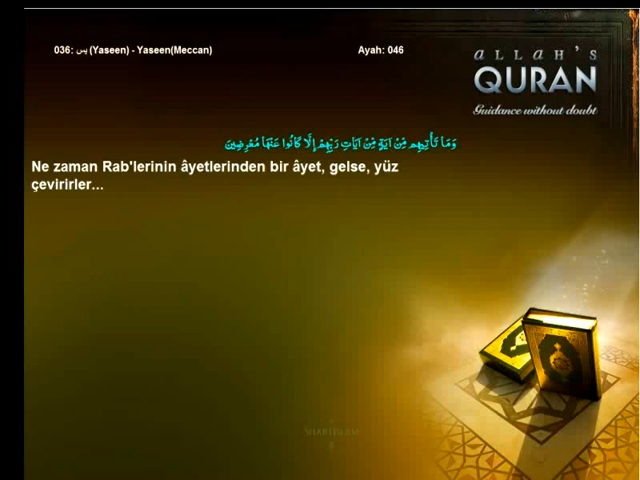 036: يس (Yaseen) - Yaseen(Meccan) Ayah: 046
ALLAH'S
QURAN
Guidance without doubt
وَمَا تَأْتِيهِم مِّنْ آيَةٍ مِّنْ آيَاتِ رَبِّهِمْ إِلَّا كَانُوا عَنْهَا مُعْرِضِينَ
Ne zaman Rab'lerinin âyetlerinden bir âyet, gelse, yüz
çevirirler...